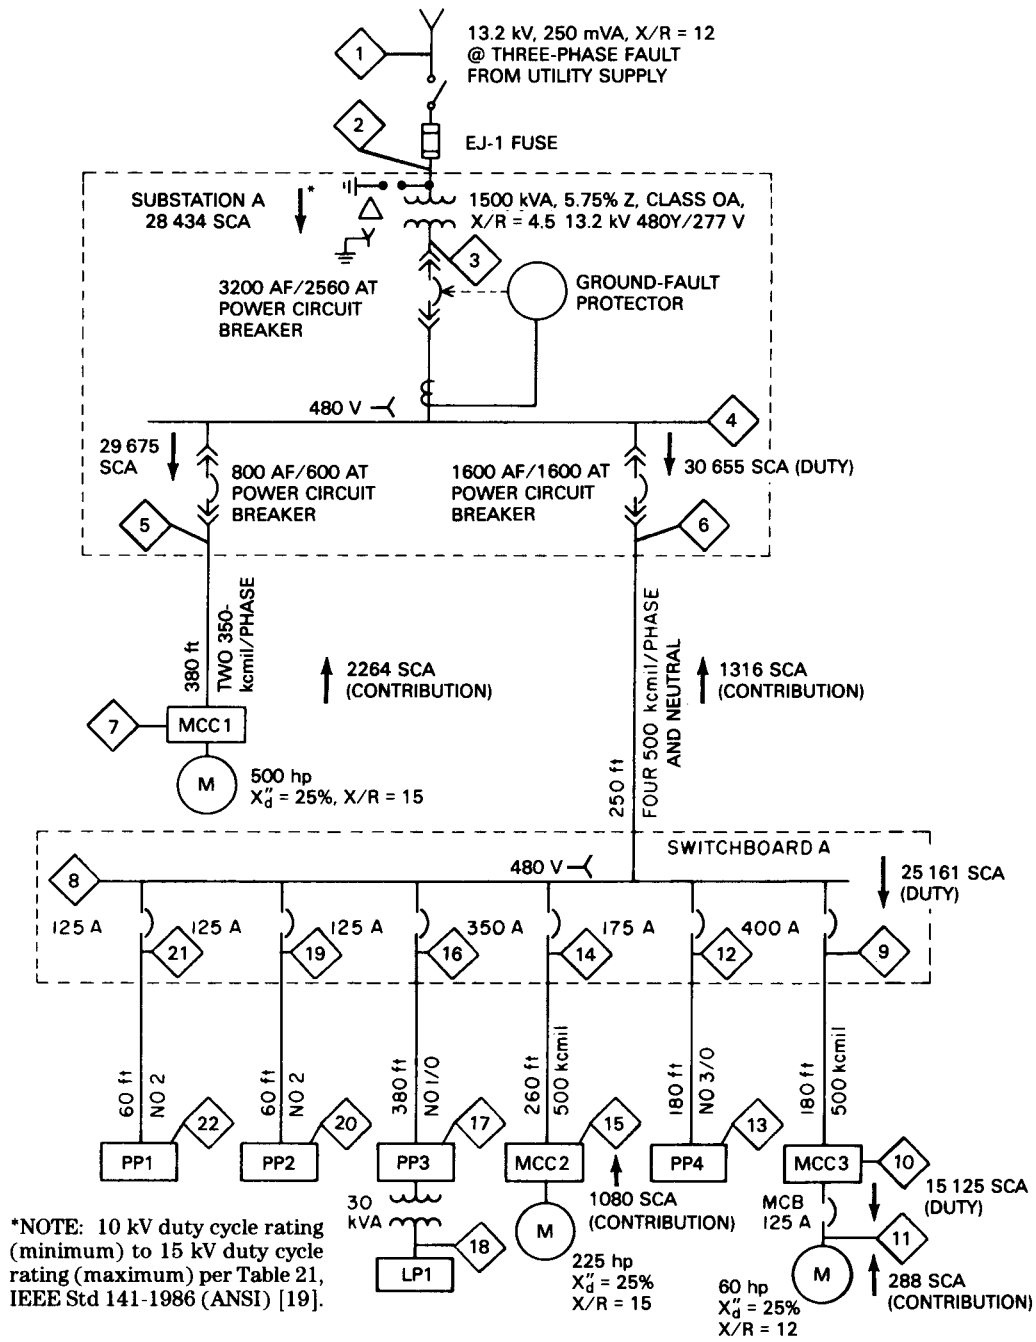 13.2 kV, 250 mVA, X/R = 12
@ THREE-PHASE FAULT
FROM UTILITY SUPPLY
1
2
EJ-1 FUSE
SUBSTATION A
28 434 SCA
*
1500 kVA, 5.75% Z, CLASS OA,
X/R = 4.5 13.2 kV 480Y/277 V
3
3200 AF/2560 AT
POWER CIRCUIT
BREAKER
GROUND-FAULT
PROTECTOR
480 V
4
29 675
SCA
800 AF/600 AT
POWER CIRCUIT
BREAKER
1600 AF/1600 AT
POWER CIRCUIT
BREAKER
30 655 SCA (DUTY)
5
6
380 ft
TWO 350-
kcmil/PHASE
2264 SCA
(CONTRIBUTION)
250 ft
FOUR 500 kcmil/PHASE
AND NEUTRAL
1316 SCA
(CONTRIBUTION)
7
MCC1
M
500 hp
X″d = 25%, X/R = 15
SWITCHBOARD A
480 V
8
25 161 SCA
(DUTY)
125 A
125 A
125 A
350 A
175 A
400 A
21
19
16
14
12
9
60 ft
NO 2
60 ft
NO 2
380 ft
NO 1/0
260 ft
500 kcmil
180 ft
NO 3/0
180 ft
500 kcmil
22
20
17
15
13
10
PP1
PP2
PP3
MCC2
PP4
MCC3
30
kVA
18
LP1
1080 SCA
(CONTRIBUTION)
M
225 hp
X″d = 25%
X/R = 15
MCB
125 A
15 125 SCA
(DUTY)
11
M
288 SCA
(CONTRIBUTION)
60 hp
X″d = 25%
X/R = 12
*NOTE: 10 kV duty cycle rating
(minimum) to 15 kV duty cycle
rating (maximum) per Table 21,
IEEE Std 141-1986 (ANSI) [19].